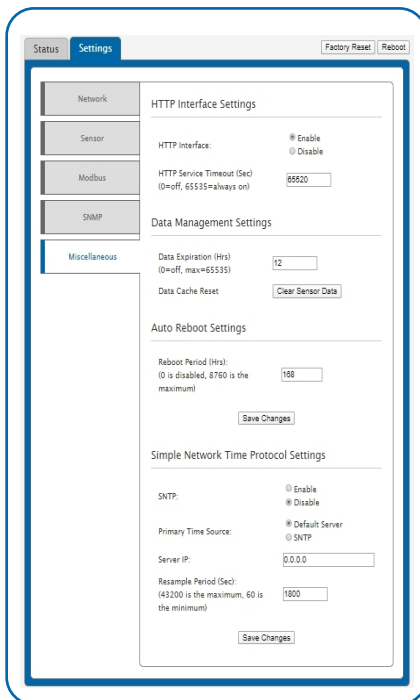 Status
Settings
Factory Reset
Reboot
Network
Sensor
Modbus
SNMP
Miscellaneous
HTTP Interface Settings
HTTP Interface:
Enable
Disable
HTTP Service Timeout (Sec)
(0=off, 65535=always on)
65520
Data Management Settings
Data Expiration (Hrs)
(0=off, max=65535)
12
Data Cache Reset
Clear Sensor Data
Auto Reboot Settings
Reboot Period (Hrs):
(0 is disabled, 8760 is the
maximum)
168
Save Changes
Simple Network Time Protocol Settings
SNTP:
Enable
Disable
Primary Time Source:
Default Server
SNTP
Server IP:
0.0.0.0
Resample Period (Sec):
(43200 is the maximum, 60 is
the minimum)
1800
Save Changes